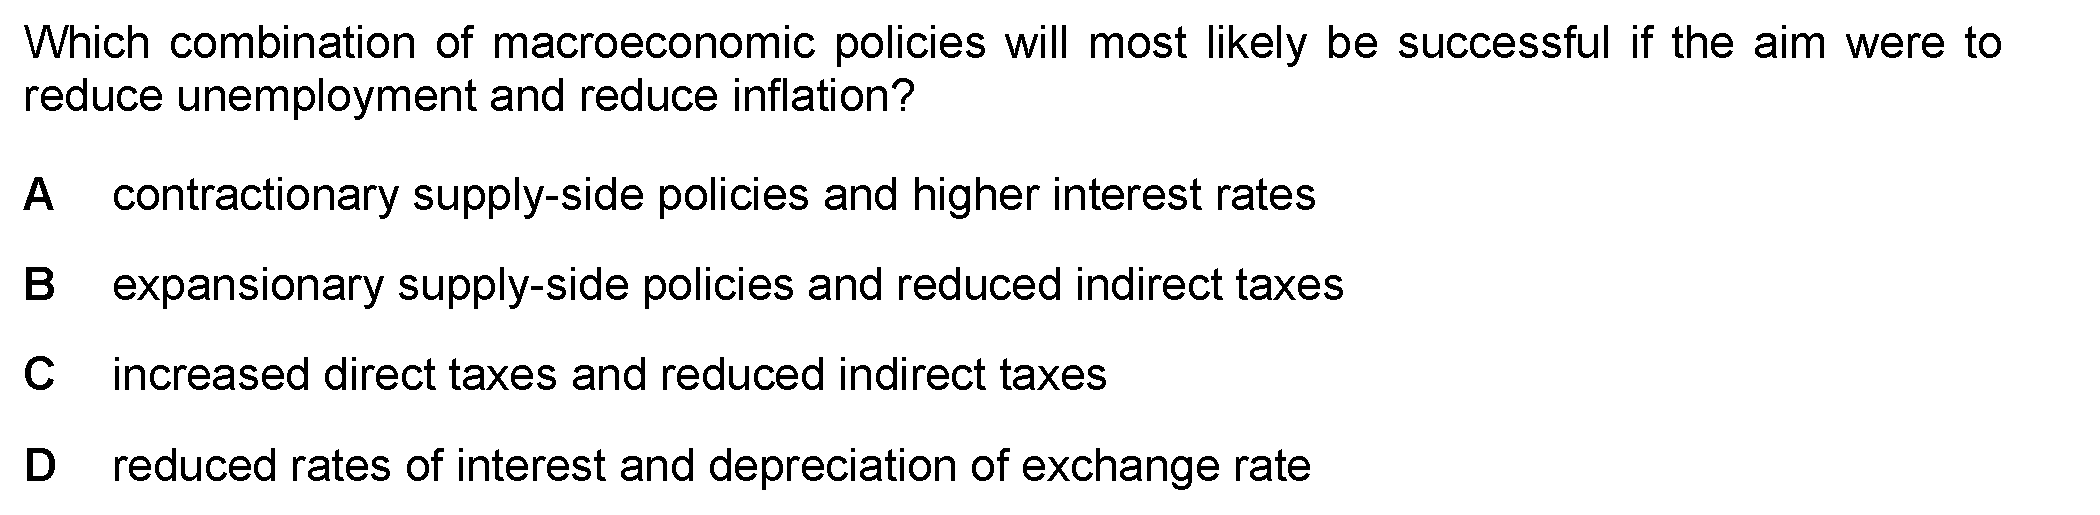 Which combination of macroeconomic policies will most likely be successful if the aim were to
reduce unemployment and reduce inflation?
A contractionary supply-side policies and higher interest rates
B expansionary supply-side policies and reduced indirect taxes
C increased direct taxes and reduced indirect taxes
D reduced rates of interest and depreciation of exchange rate